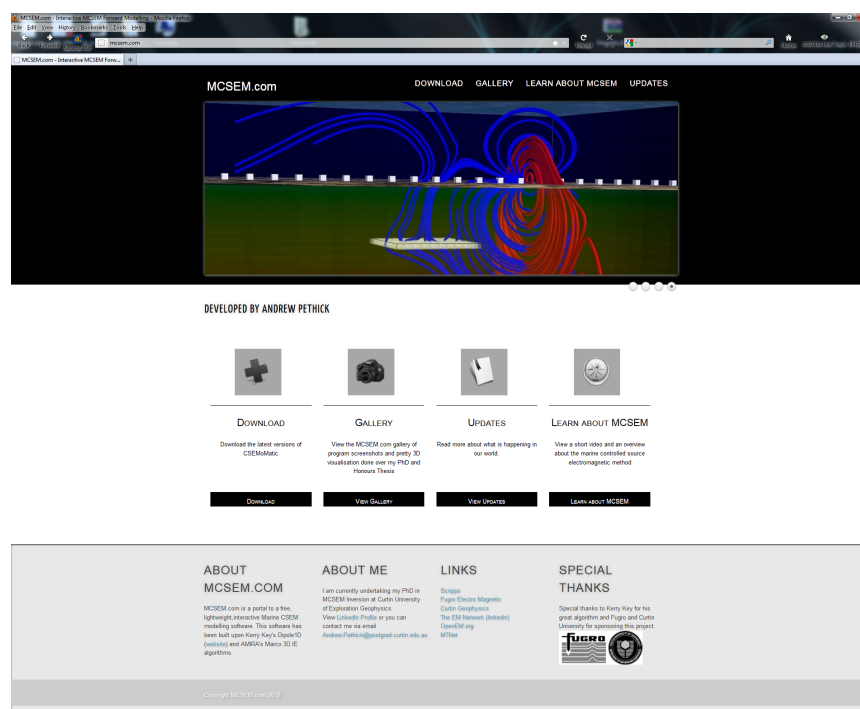 MCSEM.com - Interactive MCSEM Forward Modelling - Mozilla Firefox
File Edit View History Bookmarks Tools Help
Back Forward
mcsem.com
Reload
Home
MCSEM.com - Interactive MCSEM Forw... +
MCSEM.com
DOWNLOAD GALLERY LEARN ABOUT MCSEM UPDATES
DEVELOPED BY ANDREW PETHICK
DOWNLOAD
Download the latest versions of
CSEMoMatic
DOWNLOAD
GALLERY
View the MCSEM.com gallery of
program screenshots and pretty 3D
visualisation done over my PhD and
Honours Thesis
VIEW GALLERY
UPDATES
Read more about what is happening in
our world.
VIEW UPDATES
LEARN ABOUT MCSEM
View a short video and an overview
about the marine controlled source
electromagnetic method
LEARN ABOUT MCSEM
ABOUT
MCSEM.COM
MCSEM.com is a portal to a free,
lightweight,interactive Marine CSEM
modelling software. This software has
been built upon Kerry Key's Dipole1D
(website) and AMIRA's Marco 3D IE
algorithms.
ABOUT ME
I am currently undertaking my PhD in
MCSEM Inversion at Curtin University
of Exploration Geophysics.
View LinkedIn Profile or you can
contact me via email
Andrew.Pethick@postgrad.curtin.edu.au
LINKS
Scripps
Fugro Electro Magnetic
Curtin Geophysics
The EM Network (linkedin)
OpenEM.org
MTNet
SPECIAL
THANKS
Special thanks to Kerry Key for his
great algorithm and Fugro and Curtin
University for sponsoring this project.
FUGRO
Copyright MCSEM.com 2012